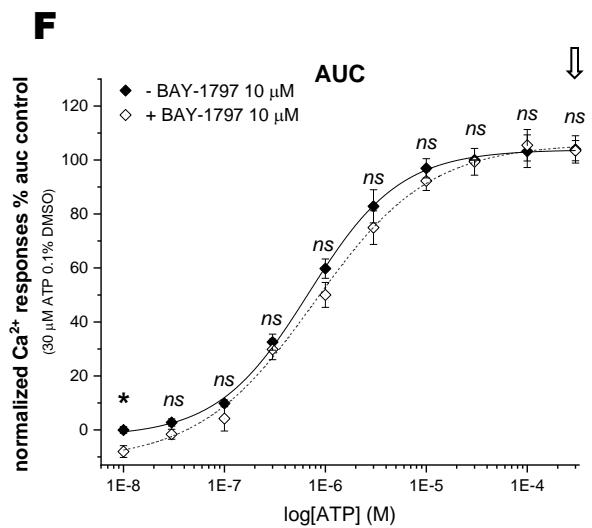 F
AUC
- BAY-1797 10 μM
+ BAY-1797 10 μM
normalized Ca²⁺ responses % auc control
(30 μM ATP 0.1% DMSO)
120
100
80
60
40
20
0
* ns ns ns ns ns ns ns ns ns
1E-8 1E-7 1E-6 1E-5 1E-4
log[ATP] (M)